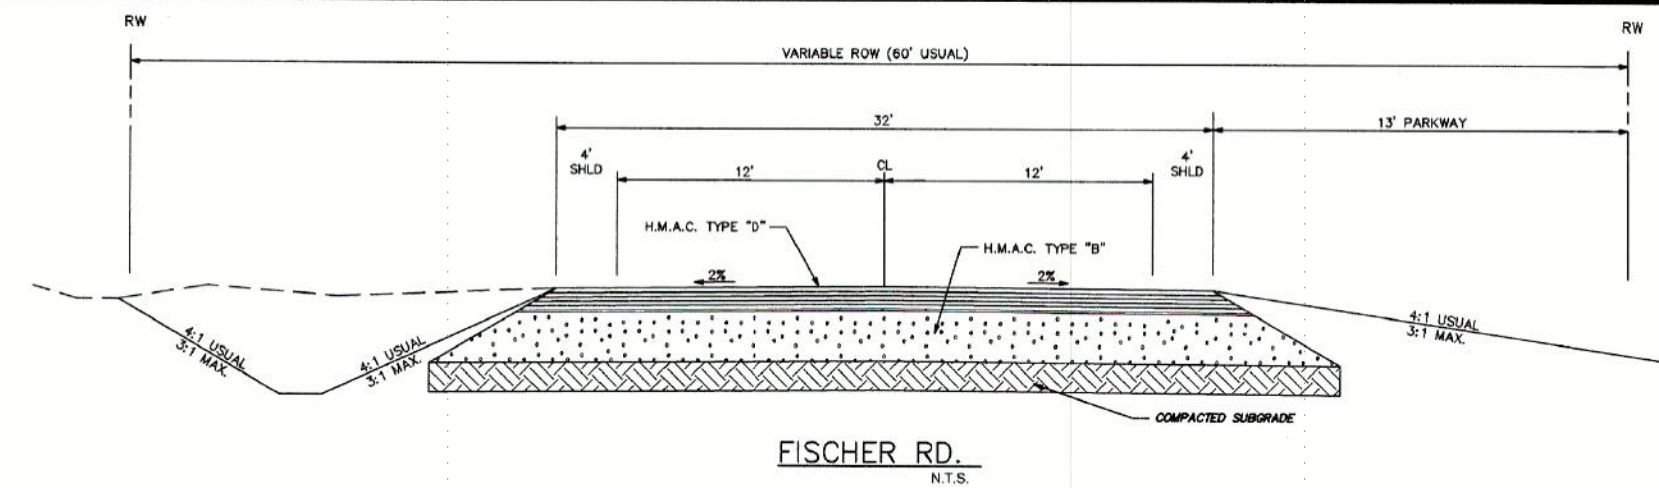 RW
RW
VARIABLE ROW (60' USUAL)
32'
13' PARKWAY
4'
SHLD
12'
CL
12'
4'
SHLD
H.M.A.C. TYPE "D"
H.M.A.C. TYPE "B"
2%
2%
4:1 USUAL
3:1 MAX.
4:1 USUAL
3:1 MAX.
4:1 USUAL
3:1 MAX.
COMPACTED SUBGRADE
FISCHER RD.
N.T.S.